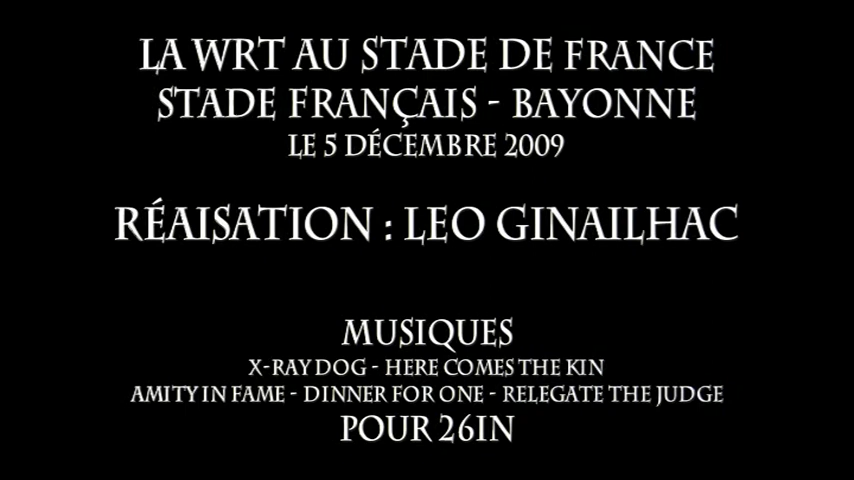 LA WRT AU STADE DE FRANCE
STADE FRANÇAIS - BAYONNE
LE 5 DÉCEMBRE 2009
RÉAISATION : LEO GINAILHAC
MUSIQUES
X-RAY DOG - HERE COMES THE KIN
AMITY IN FAME - DINNER FOR ONE - RELEGATE THE JUDGE
POUR 26IN